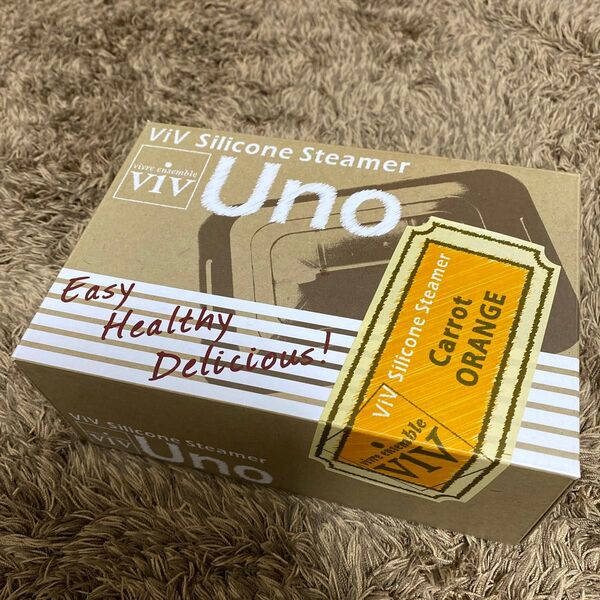 ViV Silicone Steamer
vivre ensemble
ViV
Uno
Easy
Healthy
Delicious!
ViV Silicone Steamer
Carrot
ORANGE
vivre ensemble
ViV
ViV Silicone Steamer
ViV
Uno